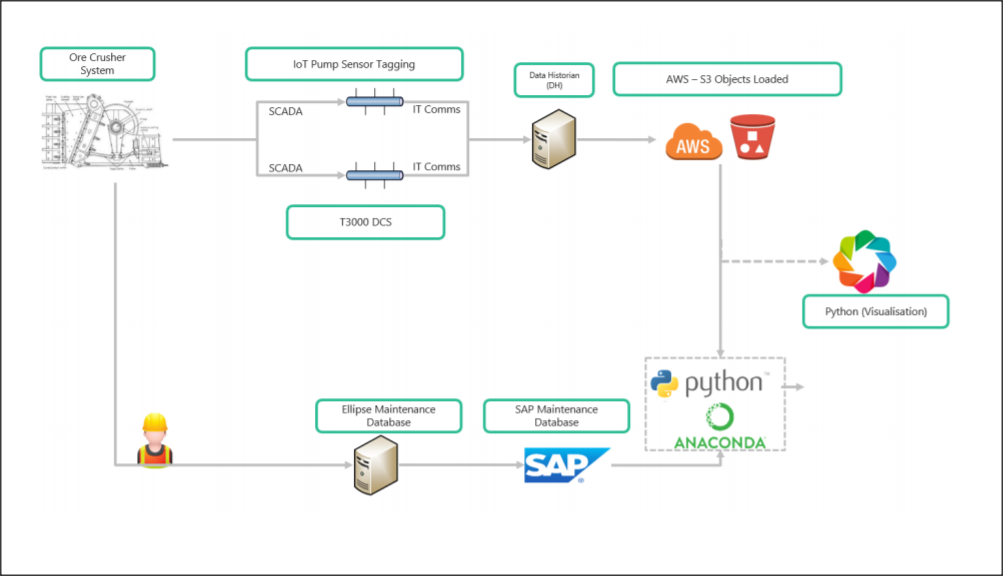 Ore Crusher
System
IoT Pump Sensor Tagging
Data Historian
(DH)
AWS – S3 Objects Loaded
SCADA
IT Comms
AWS
SCADA
IT Comms
T3000 DCS
Python (Visualisation)
python™
ANACONDA
Ellipse Maintenance
Database
SAP Maintenance
Database
SAP®